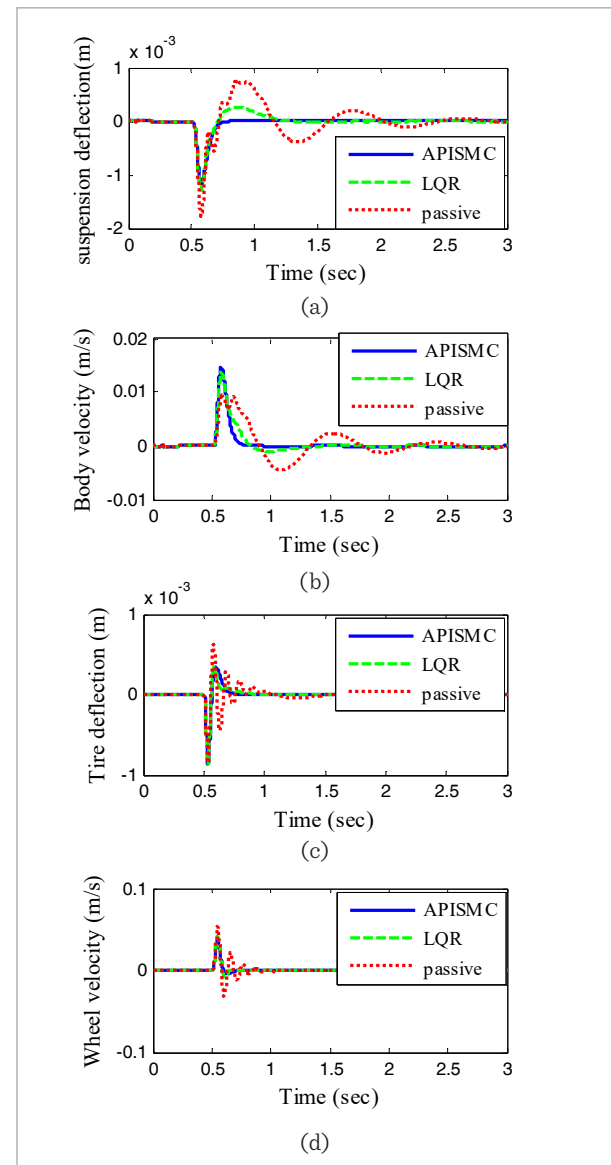 x 10⁻³
suspension deflection(m)
1
0
-1
-2
APISMC
LQR
passive
0 0.5 1 1.5 2 2.5 3
Time (sec)
(a)
Body velocity (m/s)
0.02
0.01
0
-0.01
APISMC
LQR
passive
0 0.5 1 1.5 2 2.5 3
Time (sec)
(b)
x 10⁻³
Tire deflection (m)
1
0
-1
APISMC
LQR
passive
0 0.5 1 1.5 2 2.5 3
Time (sec)
(c)
Wheel velocity (m/s)
0.1
0
-0.1
APISMC
LQR
passive
0 0.5 1 1.5 2 2.5 3
Time (sec)
(d)